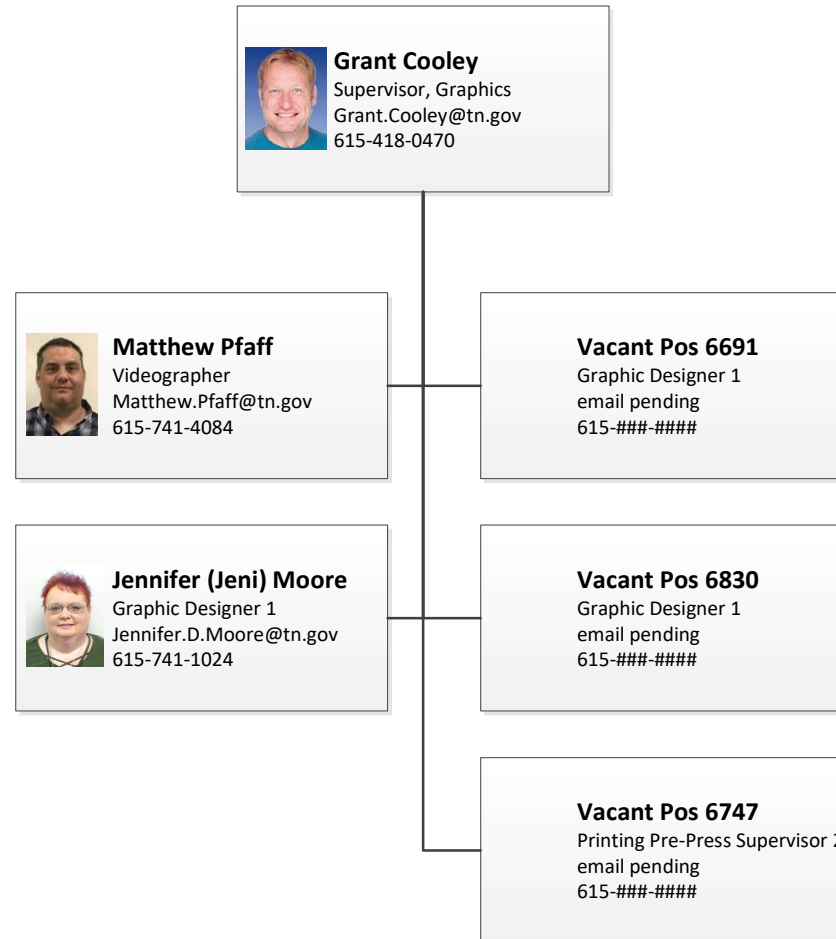 Grant Cooley
Supervisor, Graphics
Grant.Cooley@tn.gov
615-418-0470
Matthew Pfaff
Videographer
Matthew.Pfaff@tn.gov
615-741-4084
Vacant Pos 6691
Graphic Designer 1
email pending
615-###-####
Jennifer (Jeni) Moore
Graphic Designer 1
Jennifer.D.Moore@tn.gov
615-741-1024
Vacant Pos 6830
Graphic Designer 1
email pending
615-###-####
Vacant Pos 6747
Printing Pre-Press Supervisor 2
email pending
615-###-####